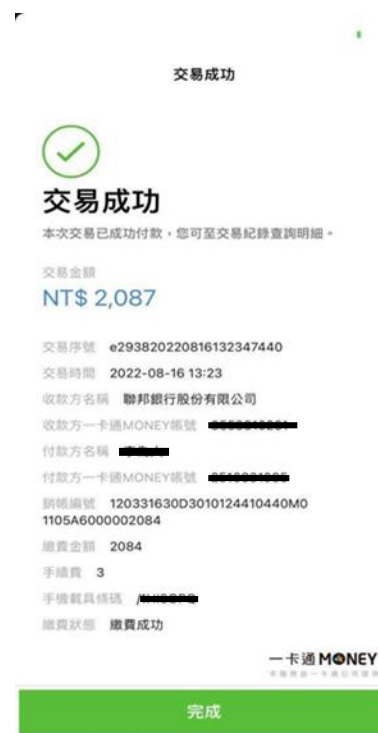 交易成功
交易成功
本次交易已成功付款，您可至交易紀錄查詢明細。
交易金額
NT$ 2,087
交易序號 e293820220816132347440
交易時間 2022-08-16 13:23
收款方名稱 聯邦銀行股份有限公司
收款方一卡通MONEY帳號
付款方名稱
付款方一卡通MONEY帳號
銷帳編號 120331630D3010124410440M0
1105A6000002084
繳費金額 2084
手續費 3
手機載具條碼
繳費狀態 繳費成功
一卡通 MONEY
完成